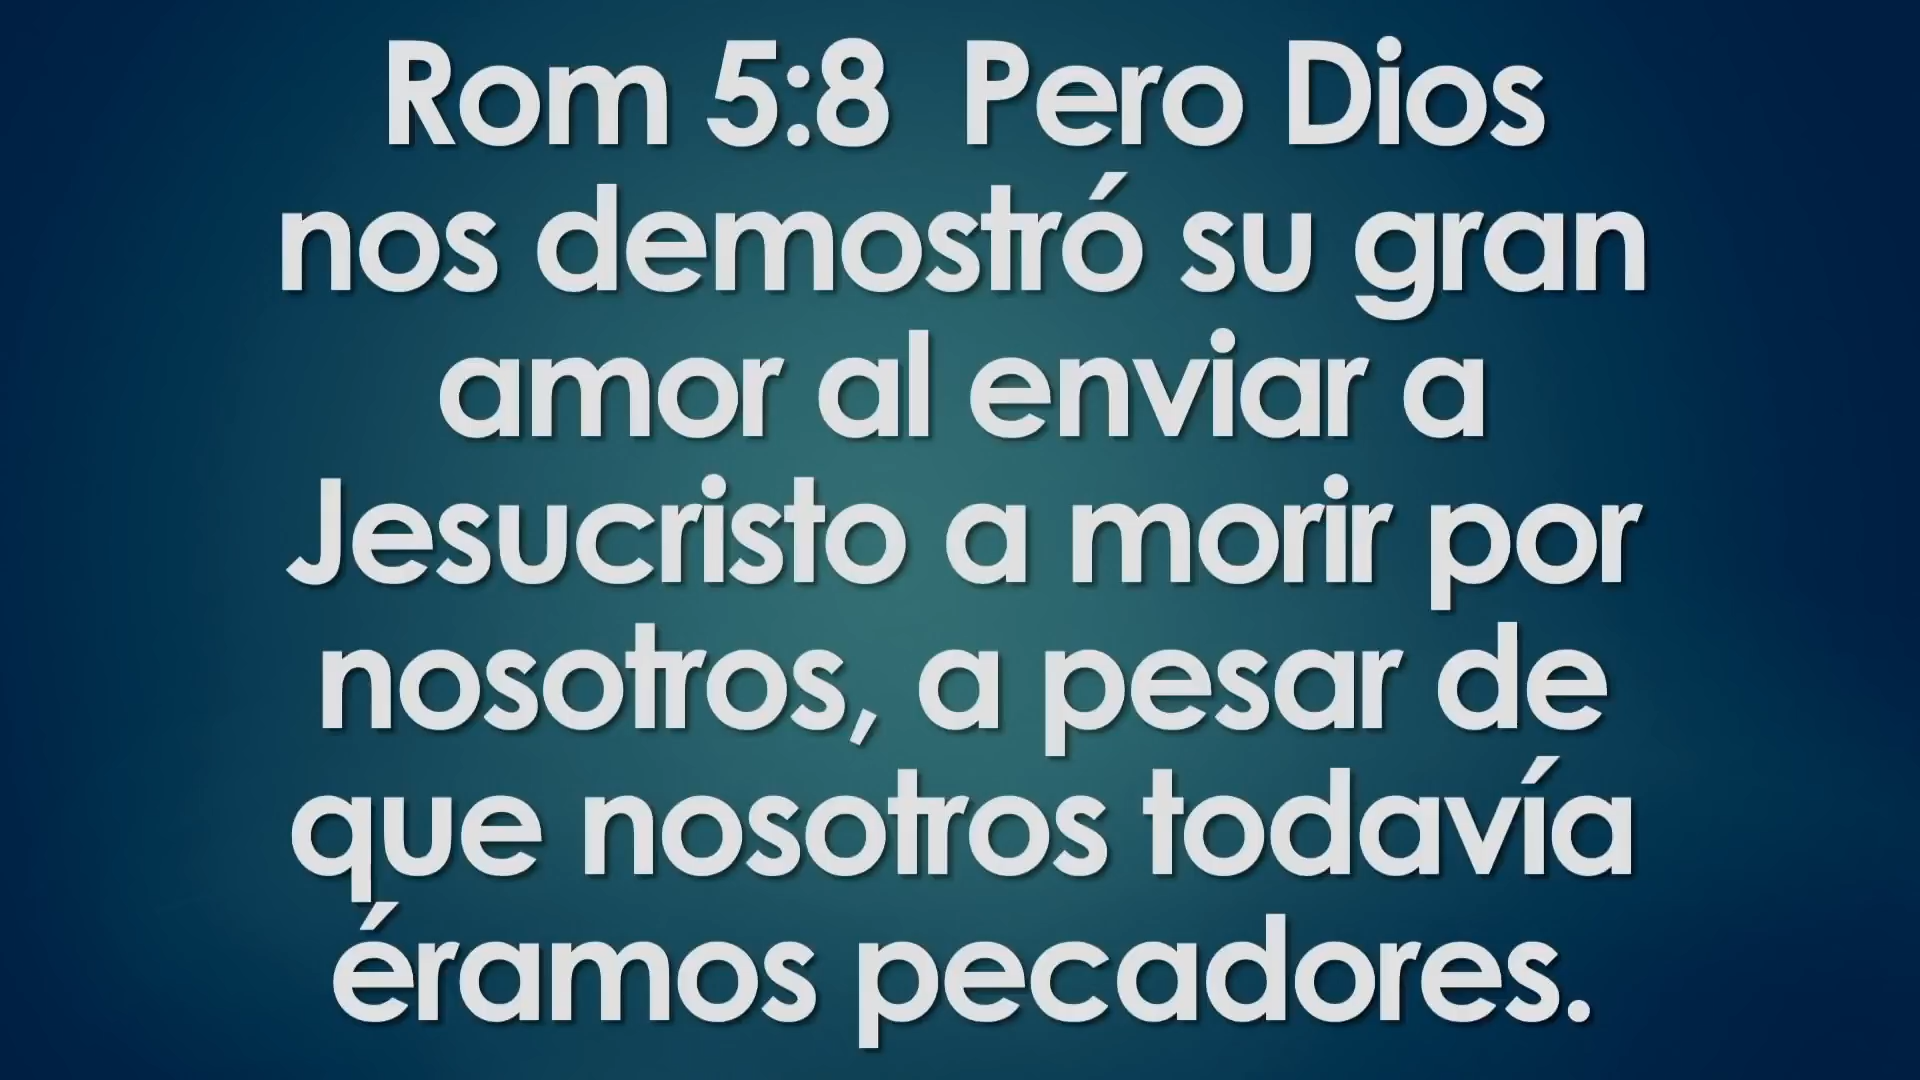 Rom 5:8  Pero Dios
nos demostró su gran
amor al enviar a
Jesucristo a morir por
nosotros, a pesar de
que nosotros todavía
éramos pecadores.